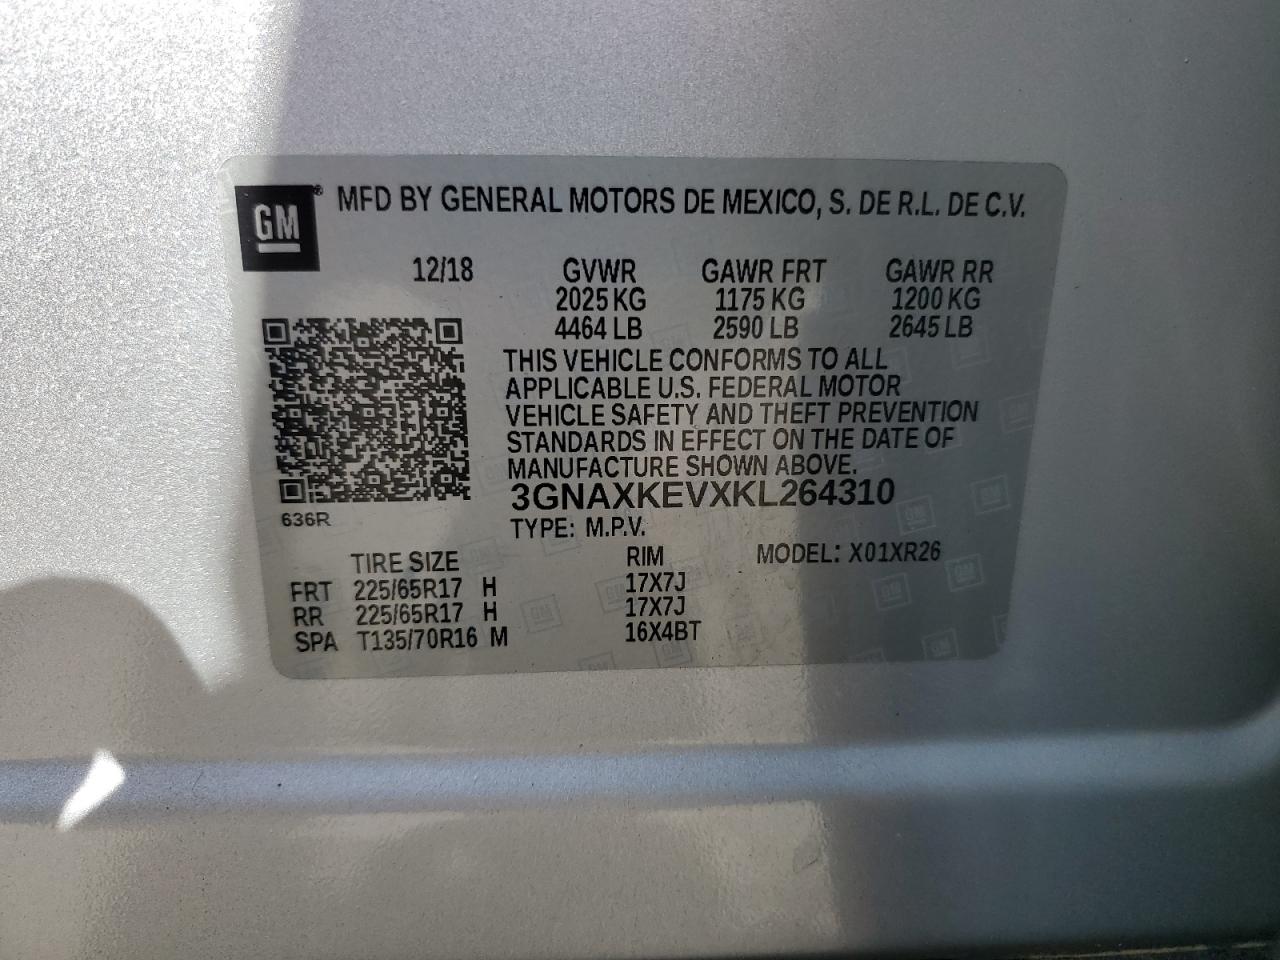 GM® MFD BY GENERAL MOTORS DE MEXICO, S. DE R.L. DE C.V.
12/18 GVWR GAWR FRT GAWR RR
2025 KG 1175 KG 1200 KG
4464 LB 2590 LB 2645 LB
THIS VEHICLE CONFORMS TO ALL
APPLICABLE U.S. FEDERAL MOTOR
VEHICLE SAFETY AND THEFT PREVENTION
STANDARDS IN EFFECT ON THE DATE OF
MANUFACTURE SHOWN ABOVE.
3GNAXKEVXKL264310
636R
TYPE: M.P.V.
TIRE SIZE RIM MODEL: X01XR26
FRT 225/65R17 H 17X7J
RR 225/65R17 H 17X7J
SPA T135/70R16 M 16X4BT